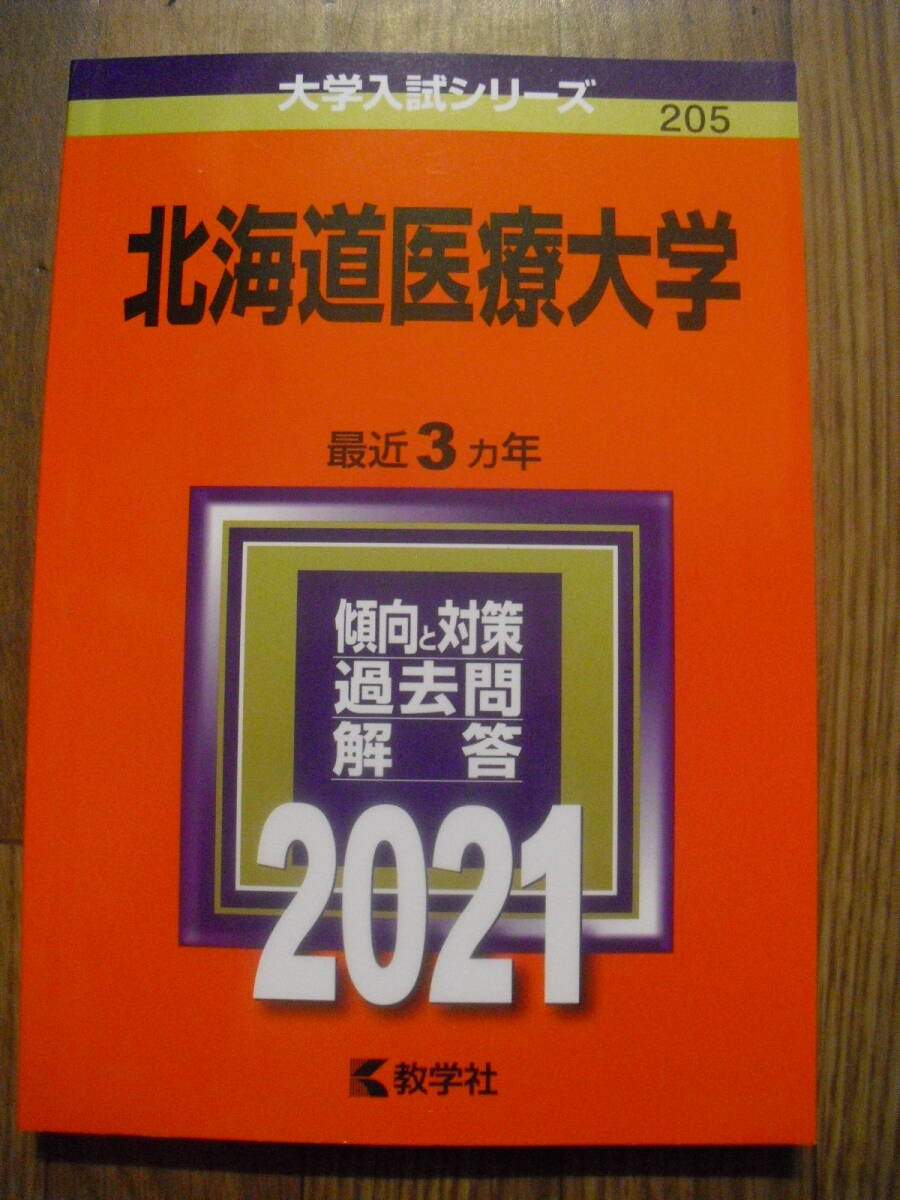 大学入試シリーズ
205
北海道医療大学
最近3ヵ年
傾向と対策
過去問
解答
2021
教学社